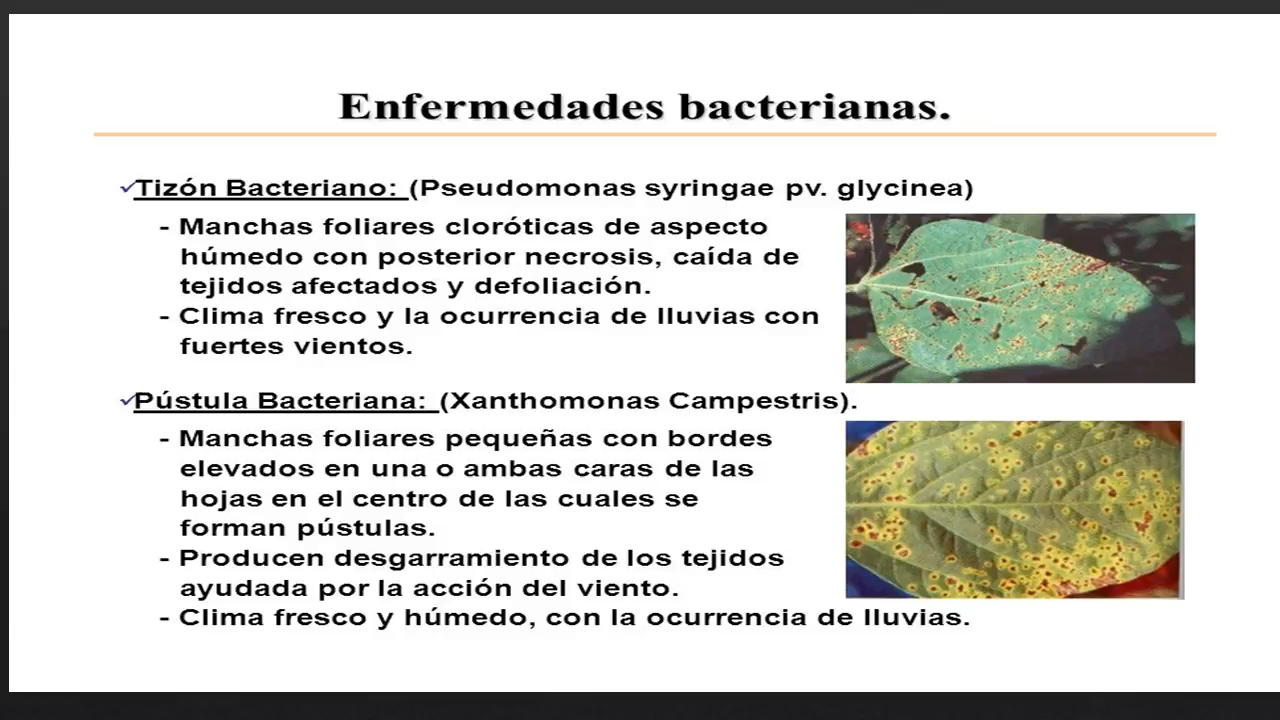 Enfermedades bacterianas.
Tizón Bacteriano: (Pseudomonas syringae pv. glycinea)
- Manchas foliares cloróticas de aspecto
húmedo con posterior necrosis, caída de
tejidos afectados y defoliación.
- Clima fresco y la ocurrencia de lluvias con
fuertes vientos.
Pústula Bacteriana: (Xanthomonas Campestris).
- Manchas foliares pequeñas con bordes
elevados en una o ambas caras de las
hojas en el centro de las cuales se
forman pústulas.
- Producen desgarramiento de los tejidos
ayudada por la acción del viento.
- Clima fresco y húmedo, con la ocurrencia de lluvias.